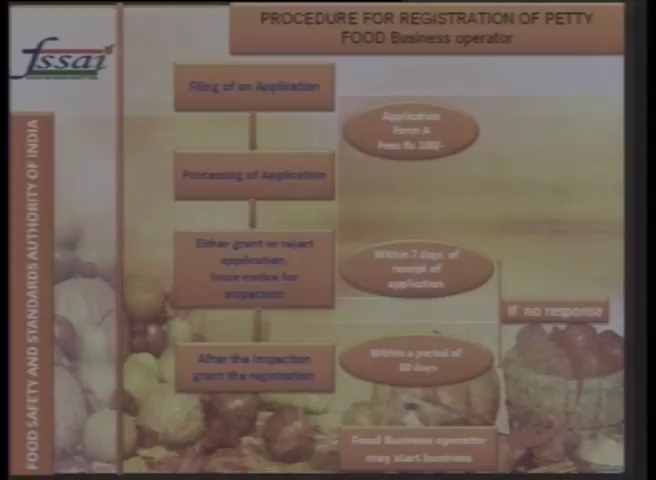 PROCEDURE FOR REGISTRATION OF PETTY
FOOD Business operator
fssai
FOOD SAFETY AND STANDARDS AUTHORITY OF INDIA
Filing of an Application
Application
Form A
Fees Rs 100/-
Processing of Application
Either grant or reject
application.
Issue notice for
inspection
Within 7 days of
receipt of
application
If no response
After the Inspection
grant the registration
Within a period of
30 days
Food Business operator
may start business